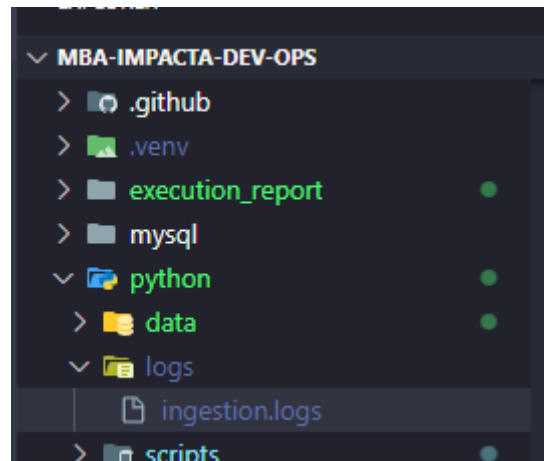 MBA-IMPACTA-DEV-OPS
.github
.venv
execution_report
mysql
python
data
logs
ingestion.logs
scripts